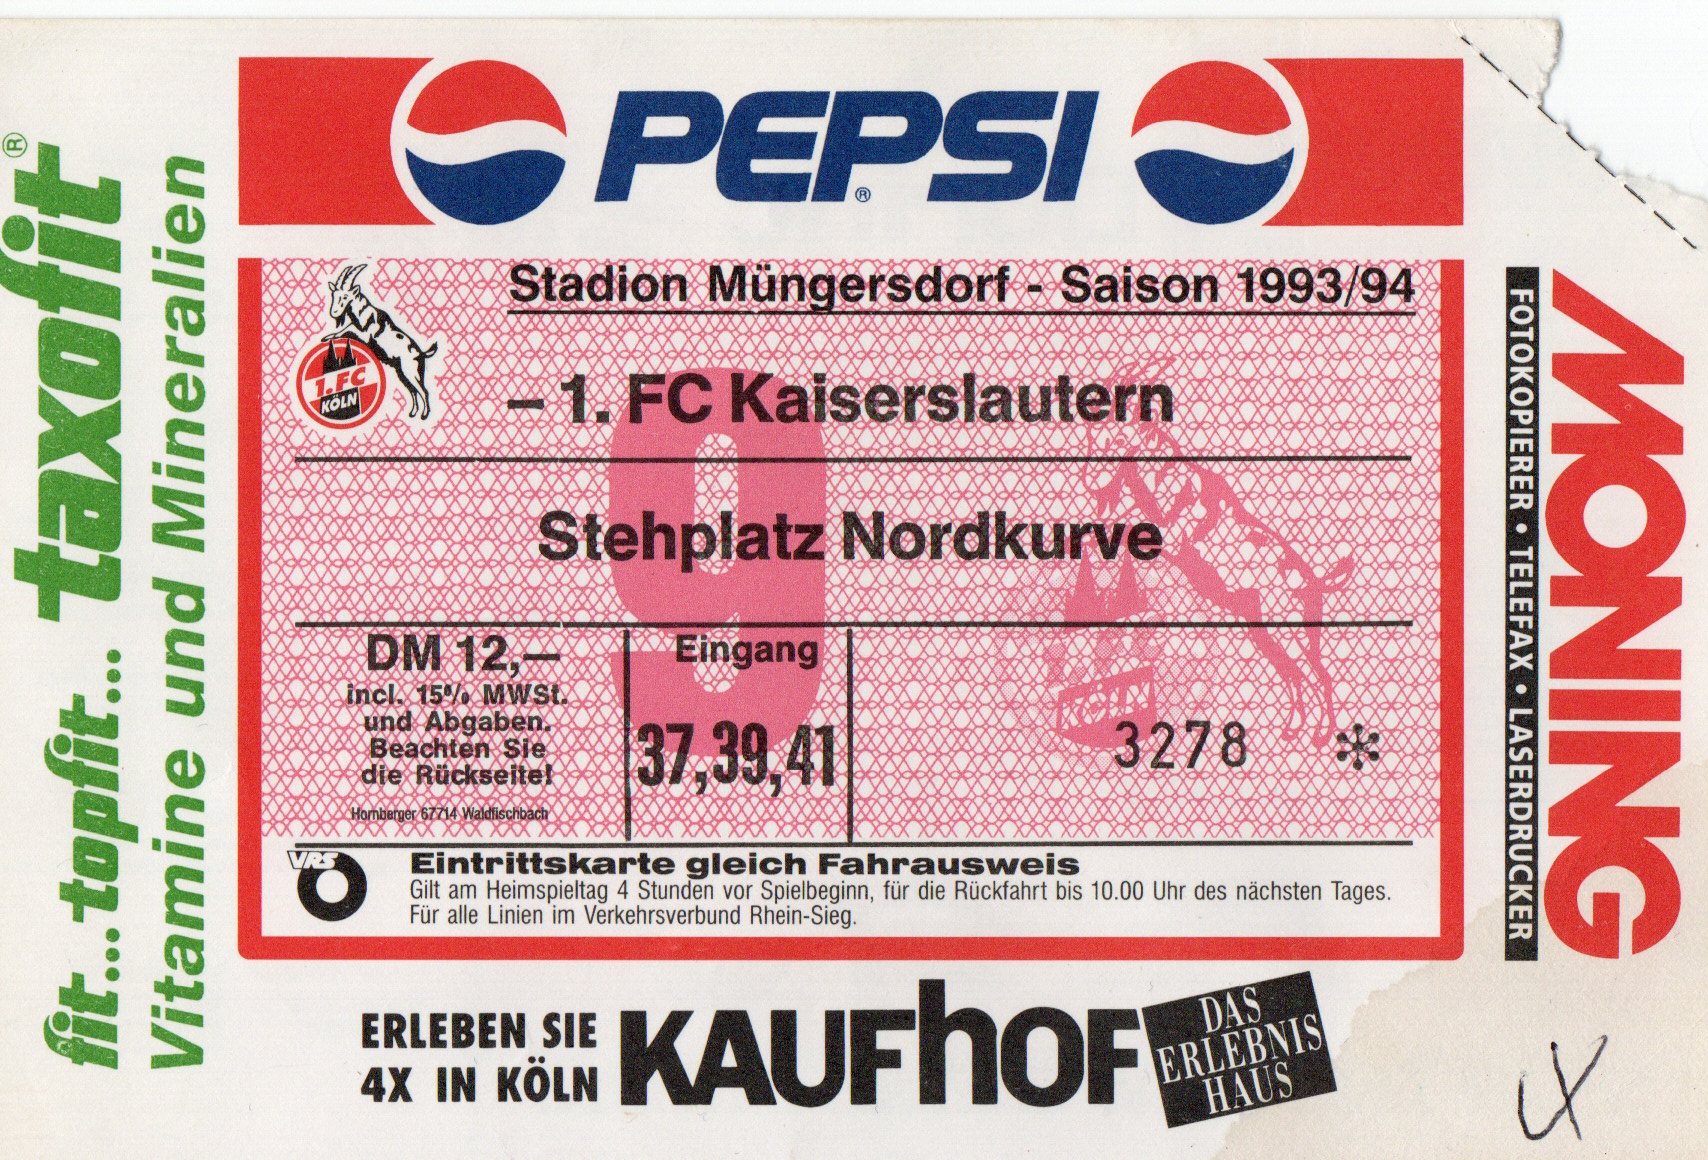 PEPSI®
Stadion Müngersdorf - Saison 1993/94
1. FC
KÖLN
– 1. FC Kaiserslautern
9
Stehplatz Nordkurve
DM 12,–
incl. 15% MWSt.
und Abgaben.
Beachten Sie
die Rückseite!
Hornberger 67714 Waldfischbach
Eingang
37, 39, 41
KÖLN
3278 *
VRS
Eintrittskarte gleich Fahrausweis
Gilt am Heimspieltag 4 Stunden vor Spielbeginn, für die Rückfahrt bis 10.00 Uhr des nächsten Tages.
Für alle Linien im Verkehrsverbund Rhein-Sieg.
fit... topfit... taxofit®
Vitamine und Mineralien
MONING
FOTOKOPIERER • TELEFAX • LASERDRUCKER
ERLEBEN SIE
4X IN KÖLN
KAUFhOF
DAS
ERLEBNIS
HAUS